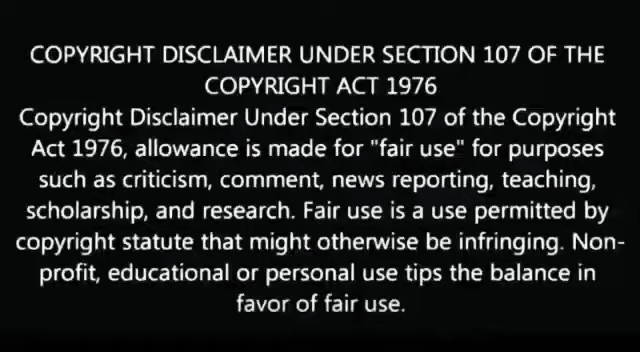 COPYRIGHT DISCLAIMER UNDER SECTION 107 OF THE
COPYRIGHT ACT 1976
Copyright Disclaimer Under Section 107 of the Copyright
Act 1976, allowance is made for "fair use" for purposes
such as criticism, comment, news reporting, teaching,
scholarship, and research. Fair use is a use permitted by
copyright statute that might otherwise be infringing. Non-
profit, educational or personal use tips the balance in
favor of fair use.